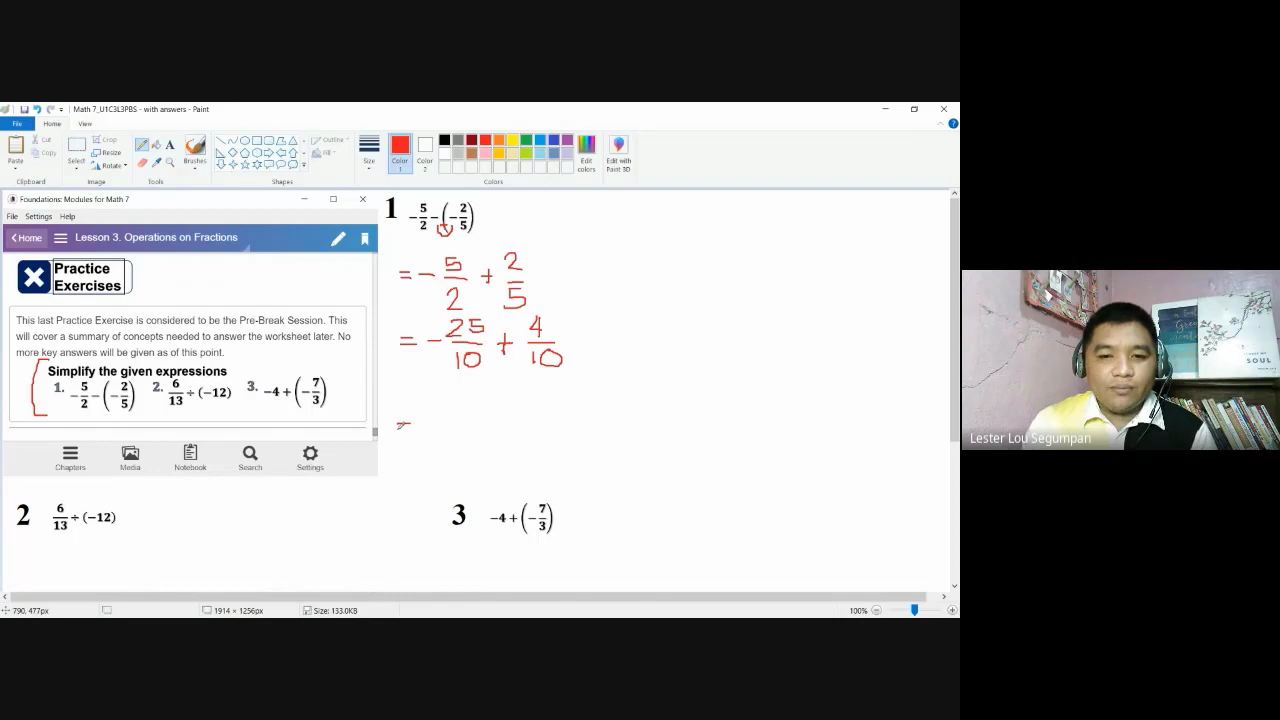 Math 7_U1C3L3PBS - with answers - Paint
File Home View
Paste Cut Copy Clipboard
Select Crop Resize Rotate Image
Tools
Brushes
Outline Fill Shapes
Size
Color 1 Color 2
Edit colors Colors
Edit with Paint 3D
Foundations: Modules for Math 7
File Settings Help
Home Lesson 3. Operations on Fractions
Practice
Exercises
This last Practice Exercise is considered to be the Pre-Break Session. This
will cover a summary of concepts needed to answer the worksheet later. No
more key answers will be given as of this point.
Simplify the given expressions
1. -5/2 - (-2/5) 2. 6/13 ÷ (-12) 3. -4 + (-7/3)
Chapters Media Notebook Search Settings
1 -5/2 - (-2/5)
= -5/2 + 2/5
= -25/10 + 4/10
=
2 6/13 ÷ (-12)
3 -4 + (-7/3)
790, 477px 1914 × 1256px Size: 133.0KB 100%
Great
SOUL
Lester Lou Segumpan